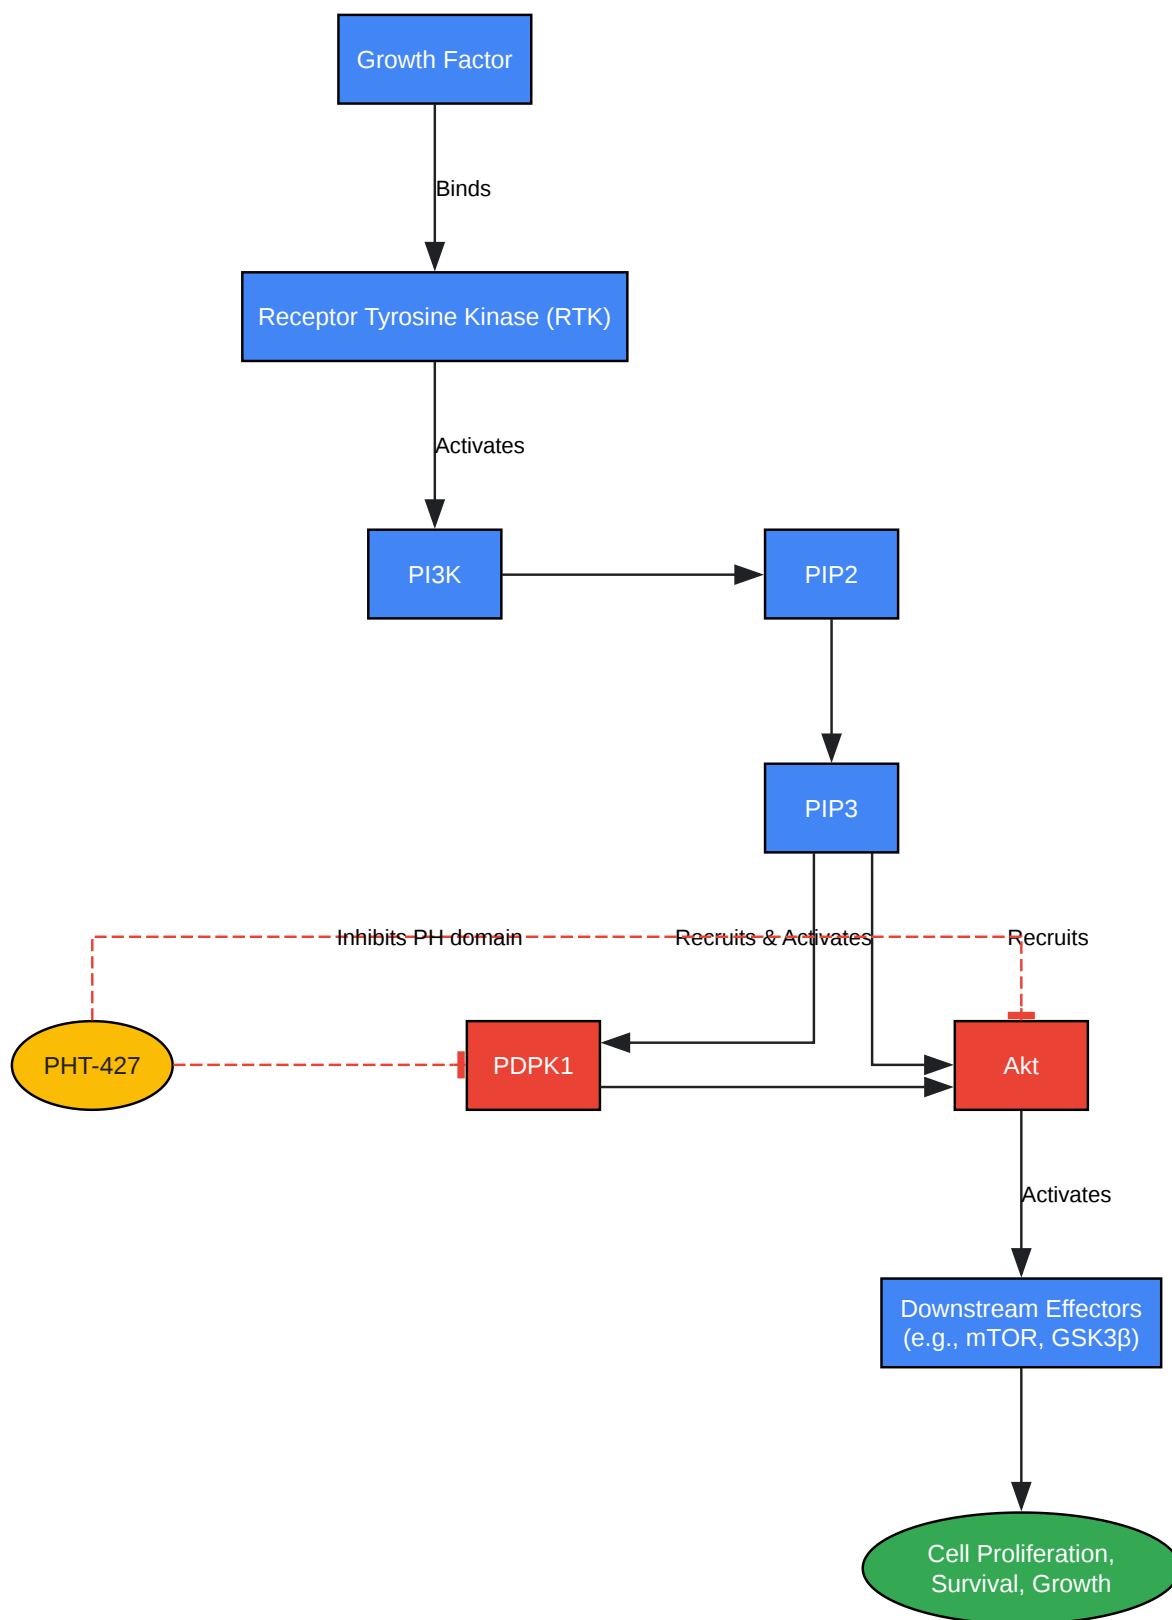 Growth Factor
Binds
Receptor Tyrosine Kinase (RTK)
Activates
PI3K
PIP2
PIP3
Inhibits PH domain
Recruits & Activates
Recruits
PHT-427
PDPK1
Akt
Activates
Downstream Effectors
(e.g., mTOR, GSK3β)
Cell Proliferation,
Survival, Growth